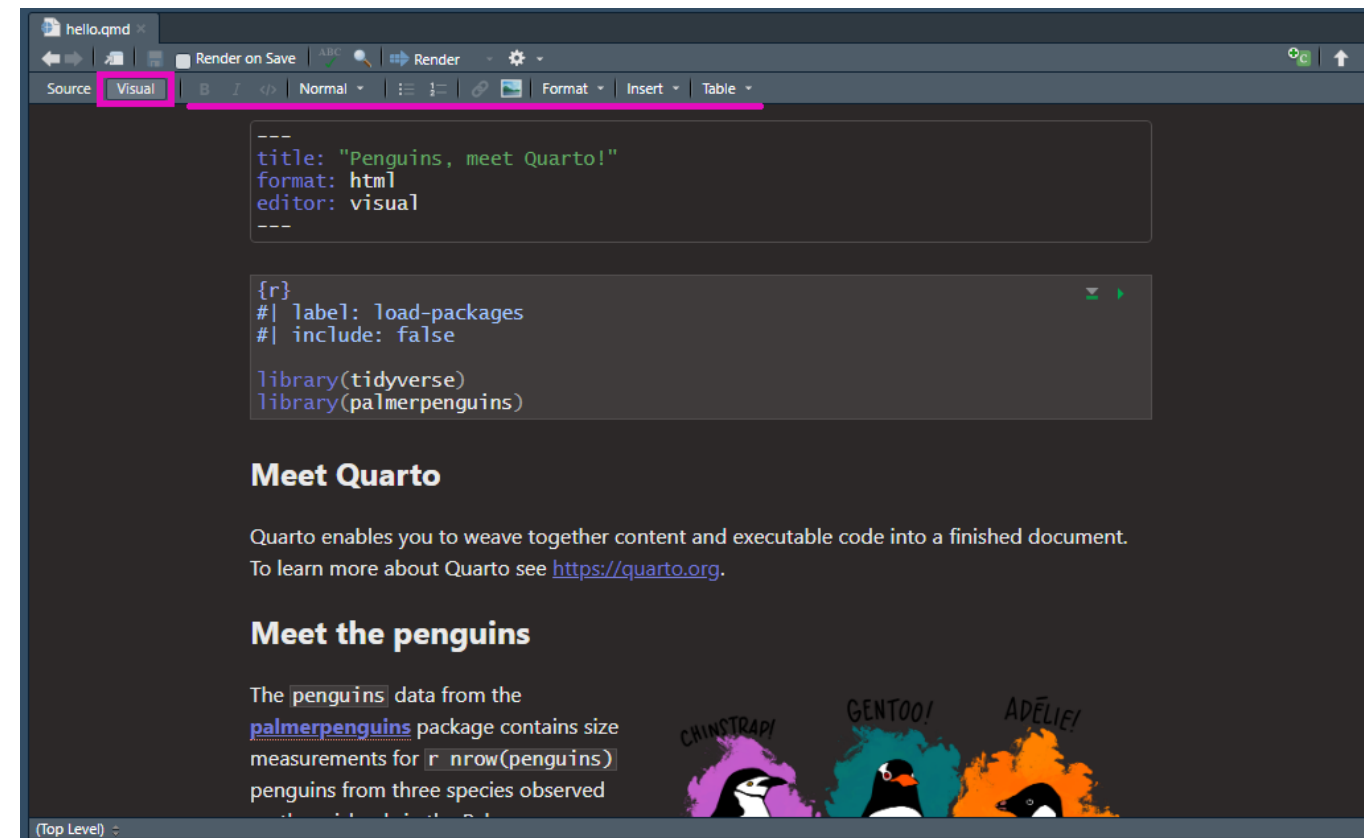 hello.qmd
Render on Save ABC Render
Source Visual B I </> Normal Format Insert Table
---
title: "Penguins, meet Quarto!"
format: html
editor: visual
---
{r}
#| label: load-packages
#| include: false
library(tidyverse)
library(palmerpenguins)
Meet Quarto
Quarto enables you to weave together content and executable code into a finished document.
To learn more about Quarto see https://quarto.org.
Meet the penguins
The penguins data from the
palmerpenguins package contains size
measurements for r nrow(penguins)
penguins from three species observed
CHINSTRAP!
GENTOO!
ADĒLIE!
(Top Level)